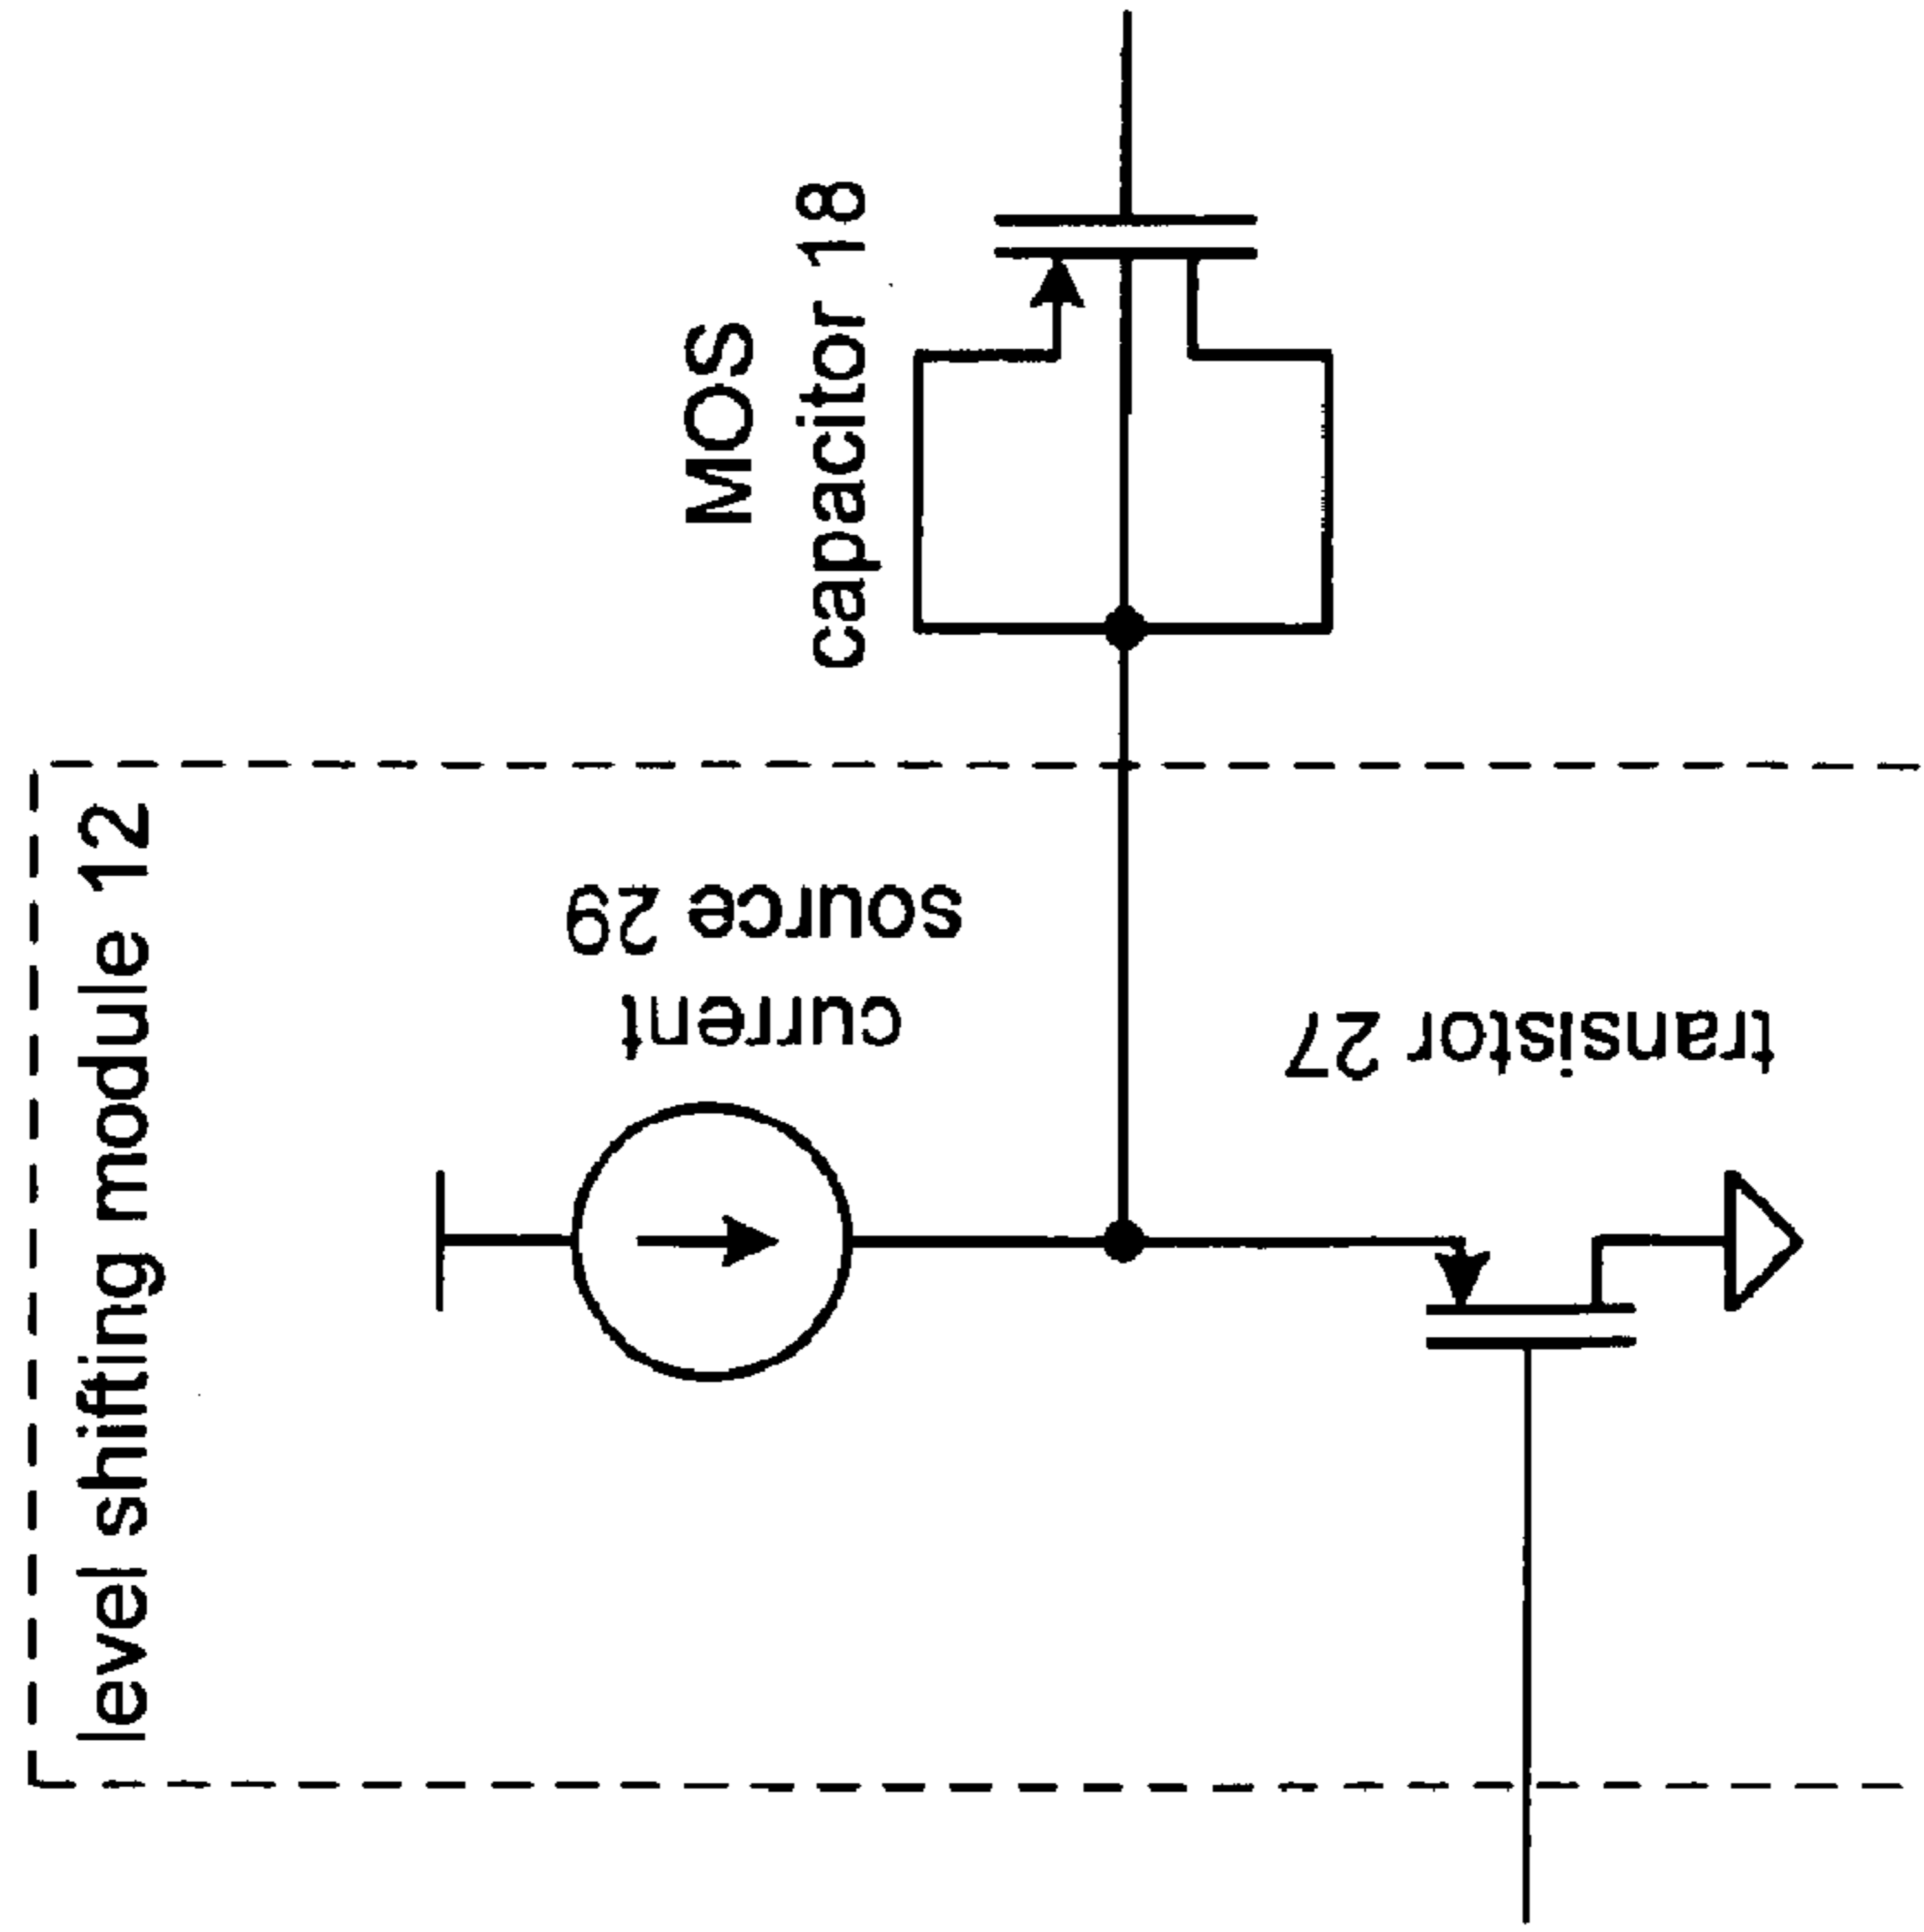 level shifting module 12
MOS
capacitor 18
current
source 29
transistor 27